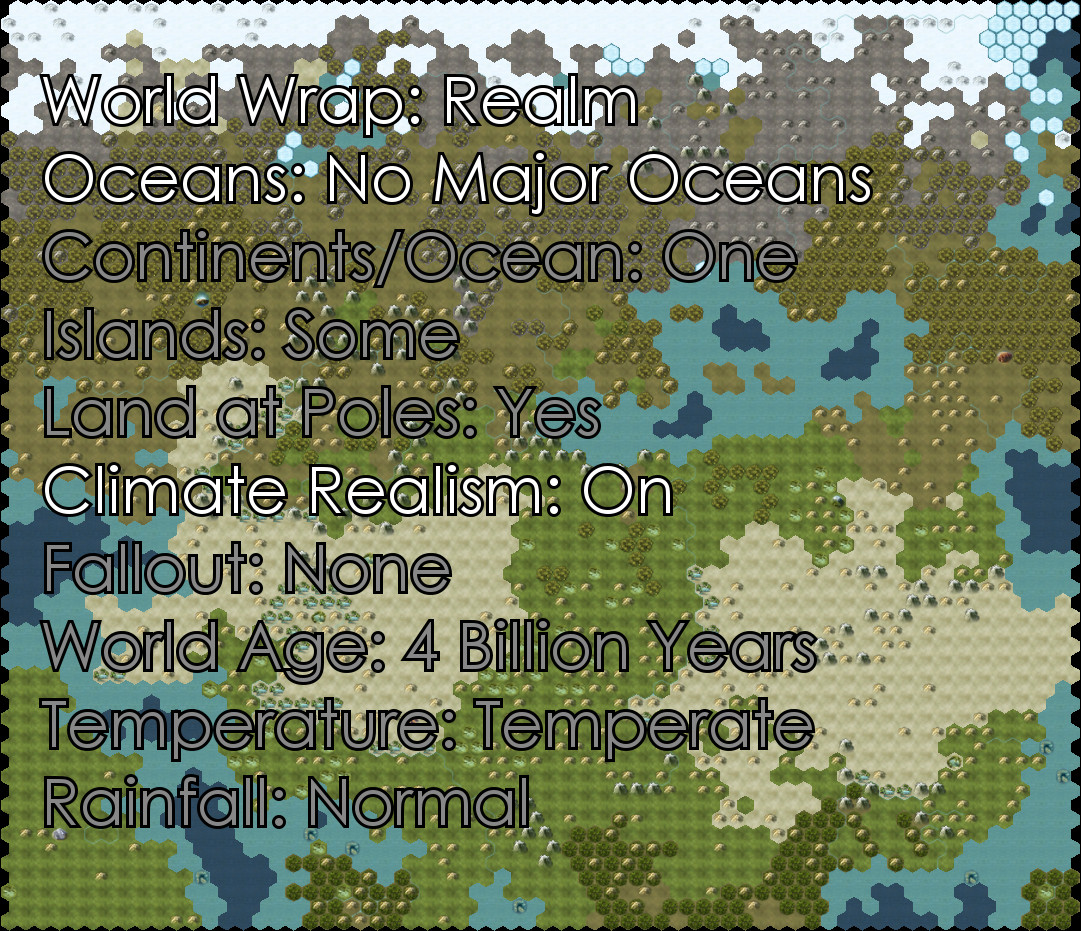 World Wrap: Realm
Oceans: No Major Oceans
Continents/Ocean: One
Islands: Some
Land at Poles: Yes
Climate Realism: On
Fallout: None
World Age: 4 Billion Years
Temperature: Temperate
Rainfall: Normal